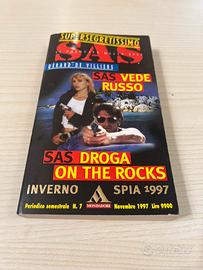 SUPERSEGRETISSIMO
SAS
GÉRARD DE VILLIERS
SAS VEDE
RUSSO
SAS DROGA
ON THE ROCKS
INVERNO
SPIA 1997
MONDADORI
Periodico semestrale N. 7
Novembre 1997 Lire 9900